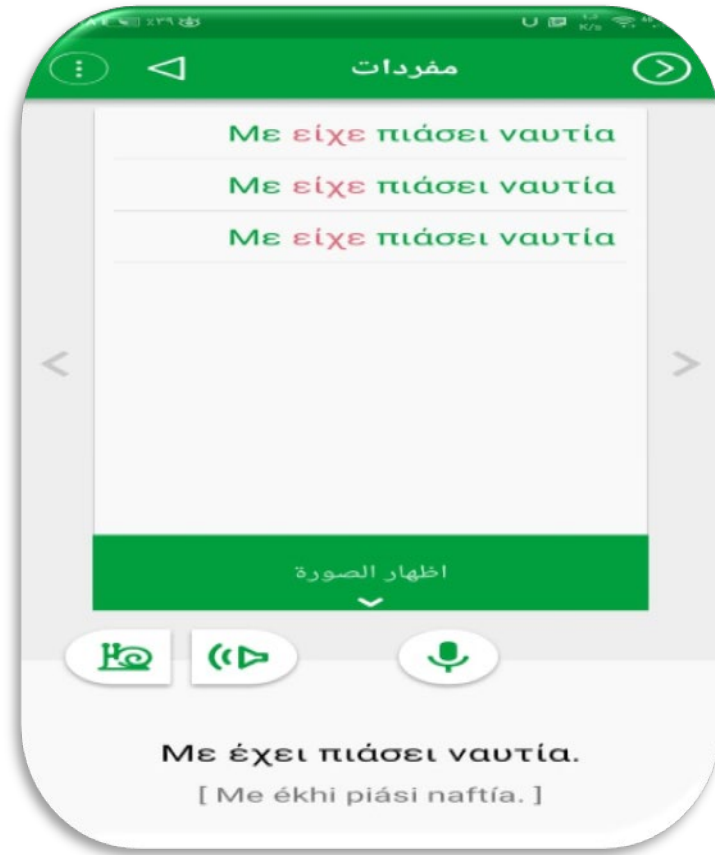 ٪٣٩
K/s
مفردات
Με είχε πιάσει ναυτία
Με είχε πιάσει ναυτία
Με είχε πιάσει ναυτία
اظهار الصورة
Με έχει πιάσει ναυτία.
[ Me ékhi piási naftía. ]